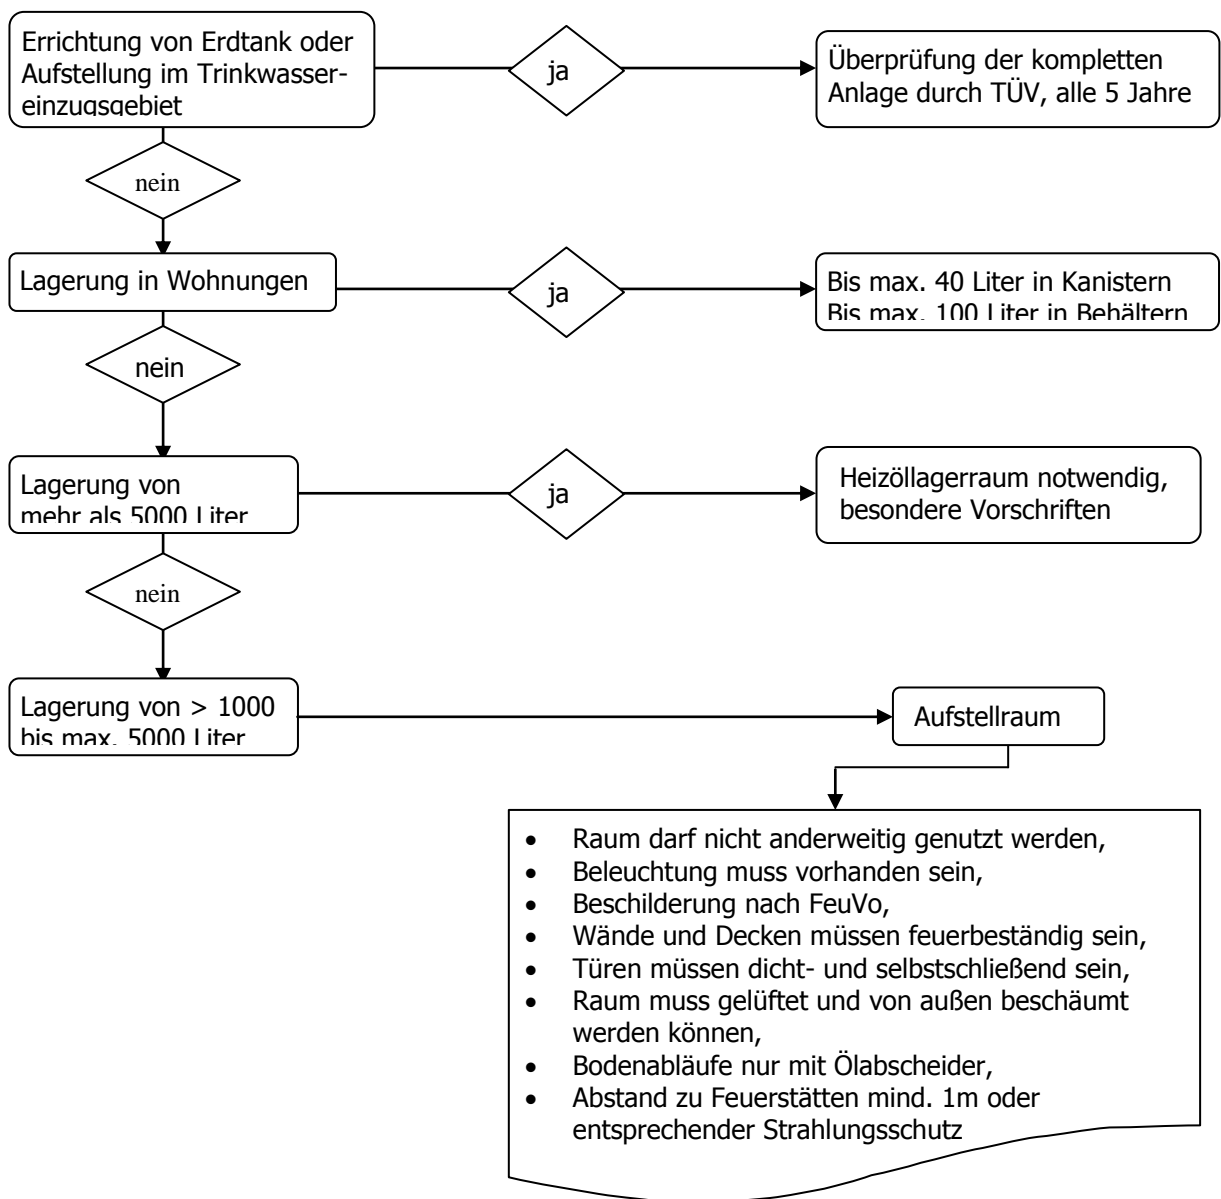 Errichtung von Erdtank oder
Aufstellung im Trinkwasser-
einzugsgebiet
ja
Überprüfung der kompletten
Anlage durch TÜV, alle 5 Jahre
nein
Lagerung in Wohnungen
ja
Bis max. 40 Liter in Kanistern
Bis max. 100 Liter in Behältern
nein
Lagerung von
mehr als 5000 Liter
ja
Heizöllagerraum notwendig,
besondere Vorschriften
nein
Lagerung von > 1000
bis max. 5000 Liter
Aufstellraum
• Raum darf nicht anderweitig genutzt werden,
• Beleuchtung muss vorhanden sein,
• Beschilderung nach FeuVo,
• Wände und Decken müssen feuerbeständig sein,
• Türen müssen dicht- und selbstschließend sein,
• Raum muss gelüftet und von außen beschäumt
werden können,
• Bodenabläufe nur mit Ölabscheider,
• Abstand zu Feuerstätten mind. 1m oder
entsprechender Strahlungsschutz